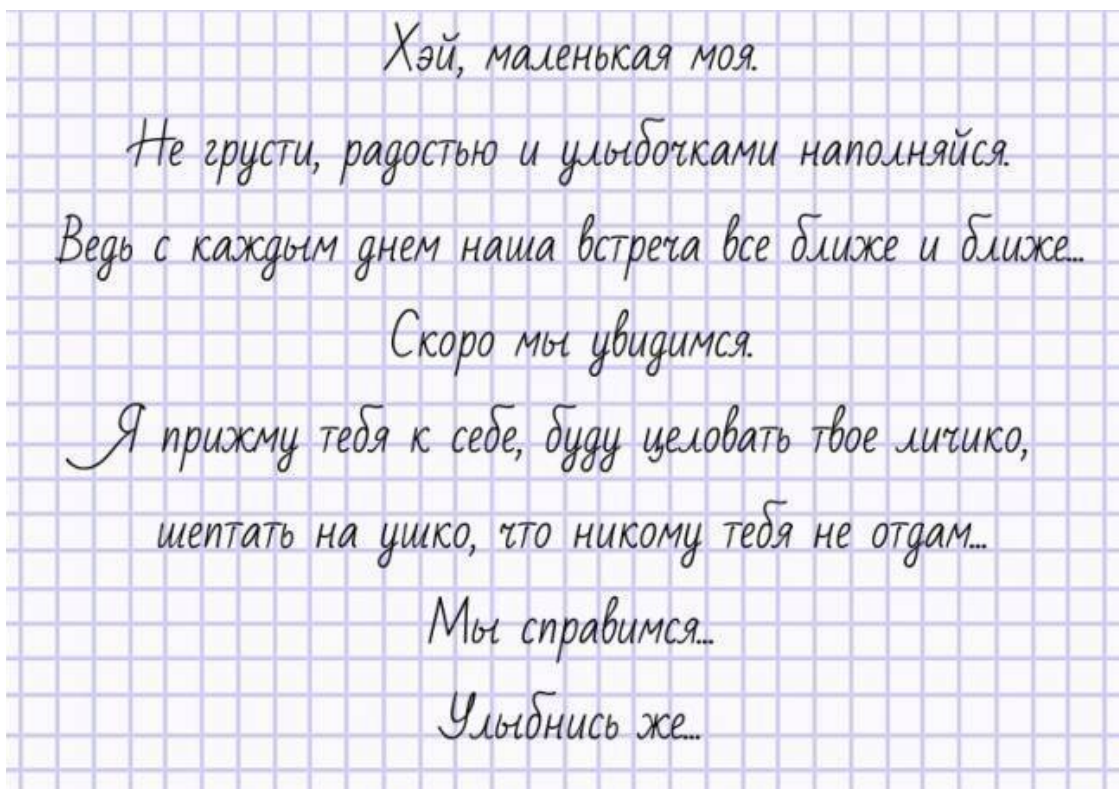 Хэй, маленькая моя.
Не грусти, радостью и улыбочками наполняйся.
Ведь с каждым днем наша встреча все ближе и ближе...
Скоро мы увидимся.
Я прижму тебя к себе, буду целовать твое личико,
шептать на ушко, что никому тебя не отдам...
Мы справимся...
Улыбнись же...